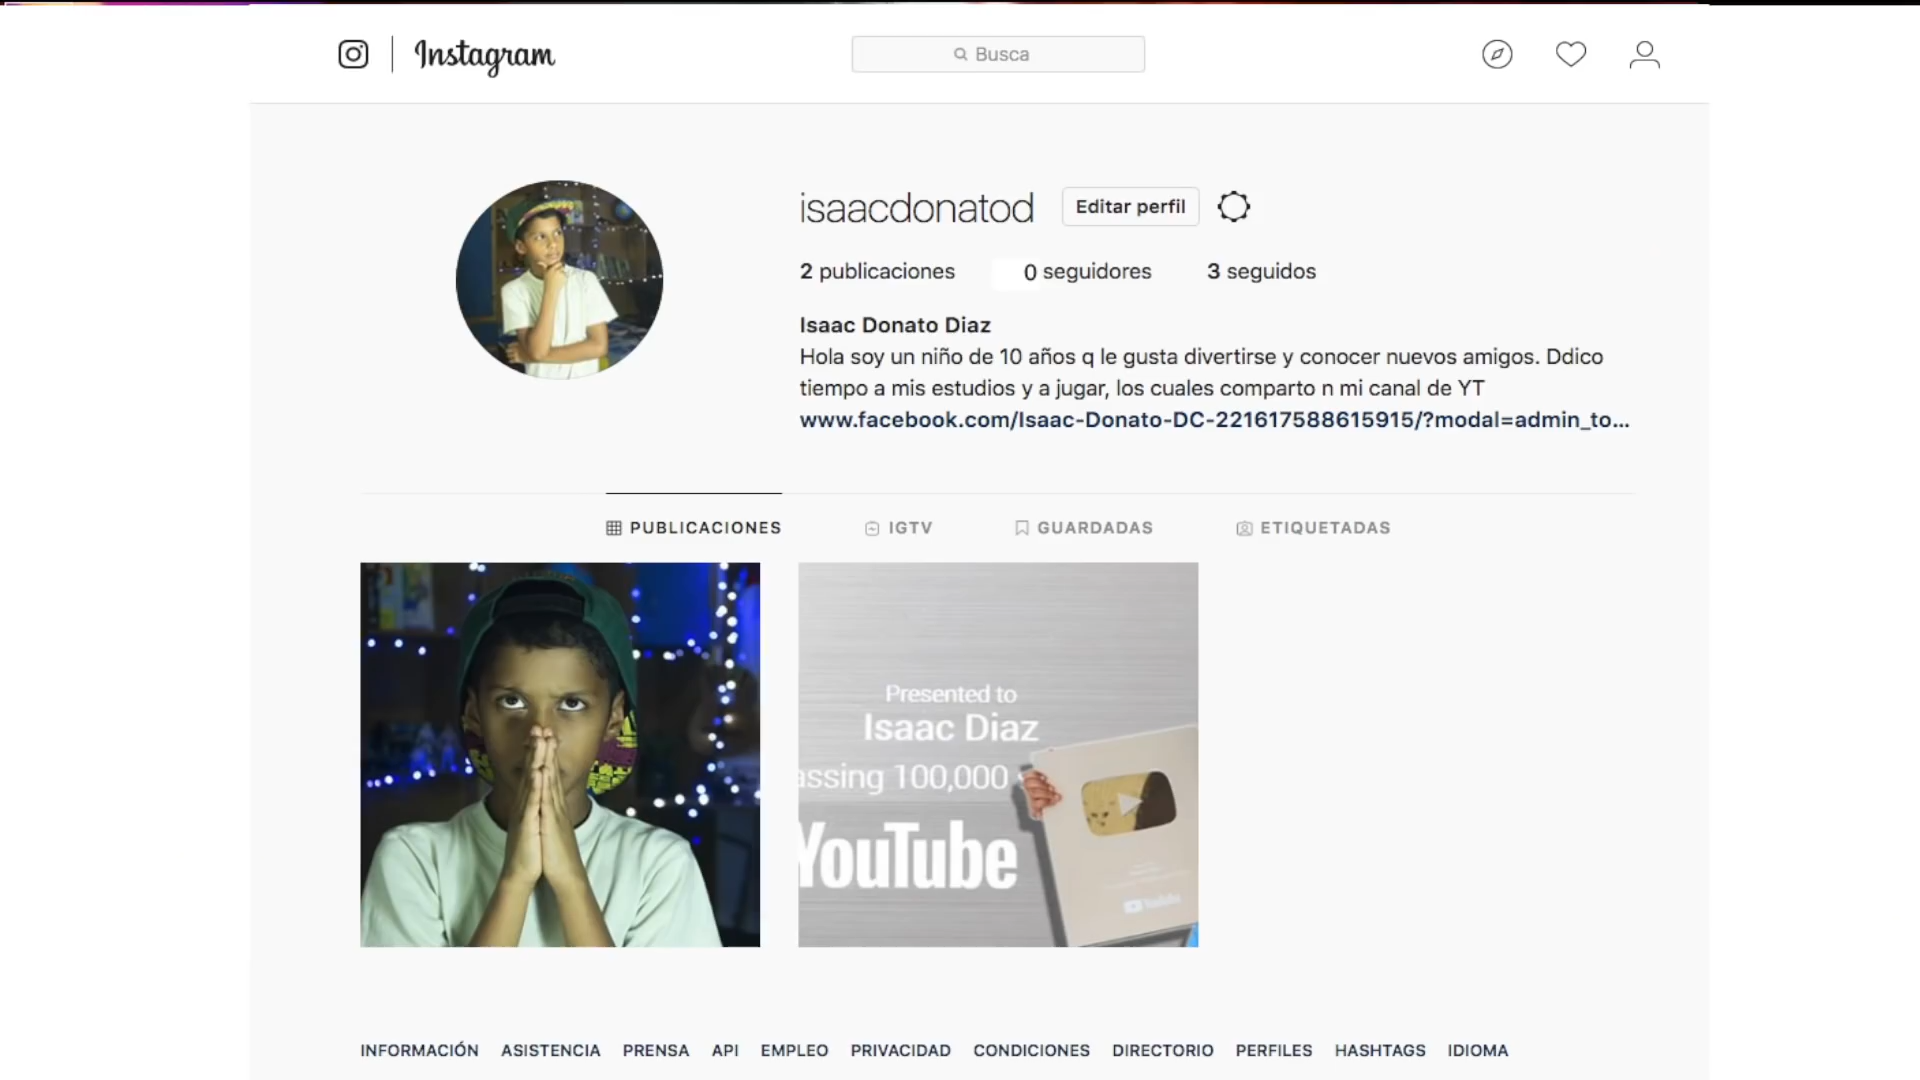 Instagram
Busca
isaacdonatod
Editar perfil
2 publicaciones
0 seguidores
3 seguidos
Isaac Donato Diaz
Hola soy un niño de 10 años q le gusta divertirse y conocer nuevos amigos. Ddico
tiempo a mis estudios y a jugar, los cuales comparto n mi canal de YT
www.facebook.com/Isaac-Donato-DC-221617588615915/?modal=admin_to...
PUBLICACIONES
IGTV
GUARDADAS
ETIQUETADAS
Presented to
Isaac Diaz
assing 100,000
YouTube
YouTube
INFORMACIÓN ASISTENCIA PRENSA API EMPLEO PRIVACIDAD CONDICIONES DIRECTORIO PERFILES HASHTAGS IDIOMA